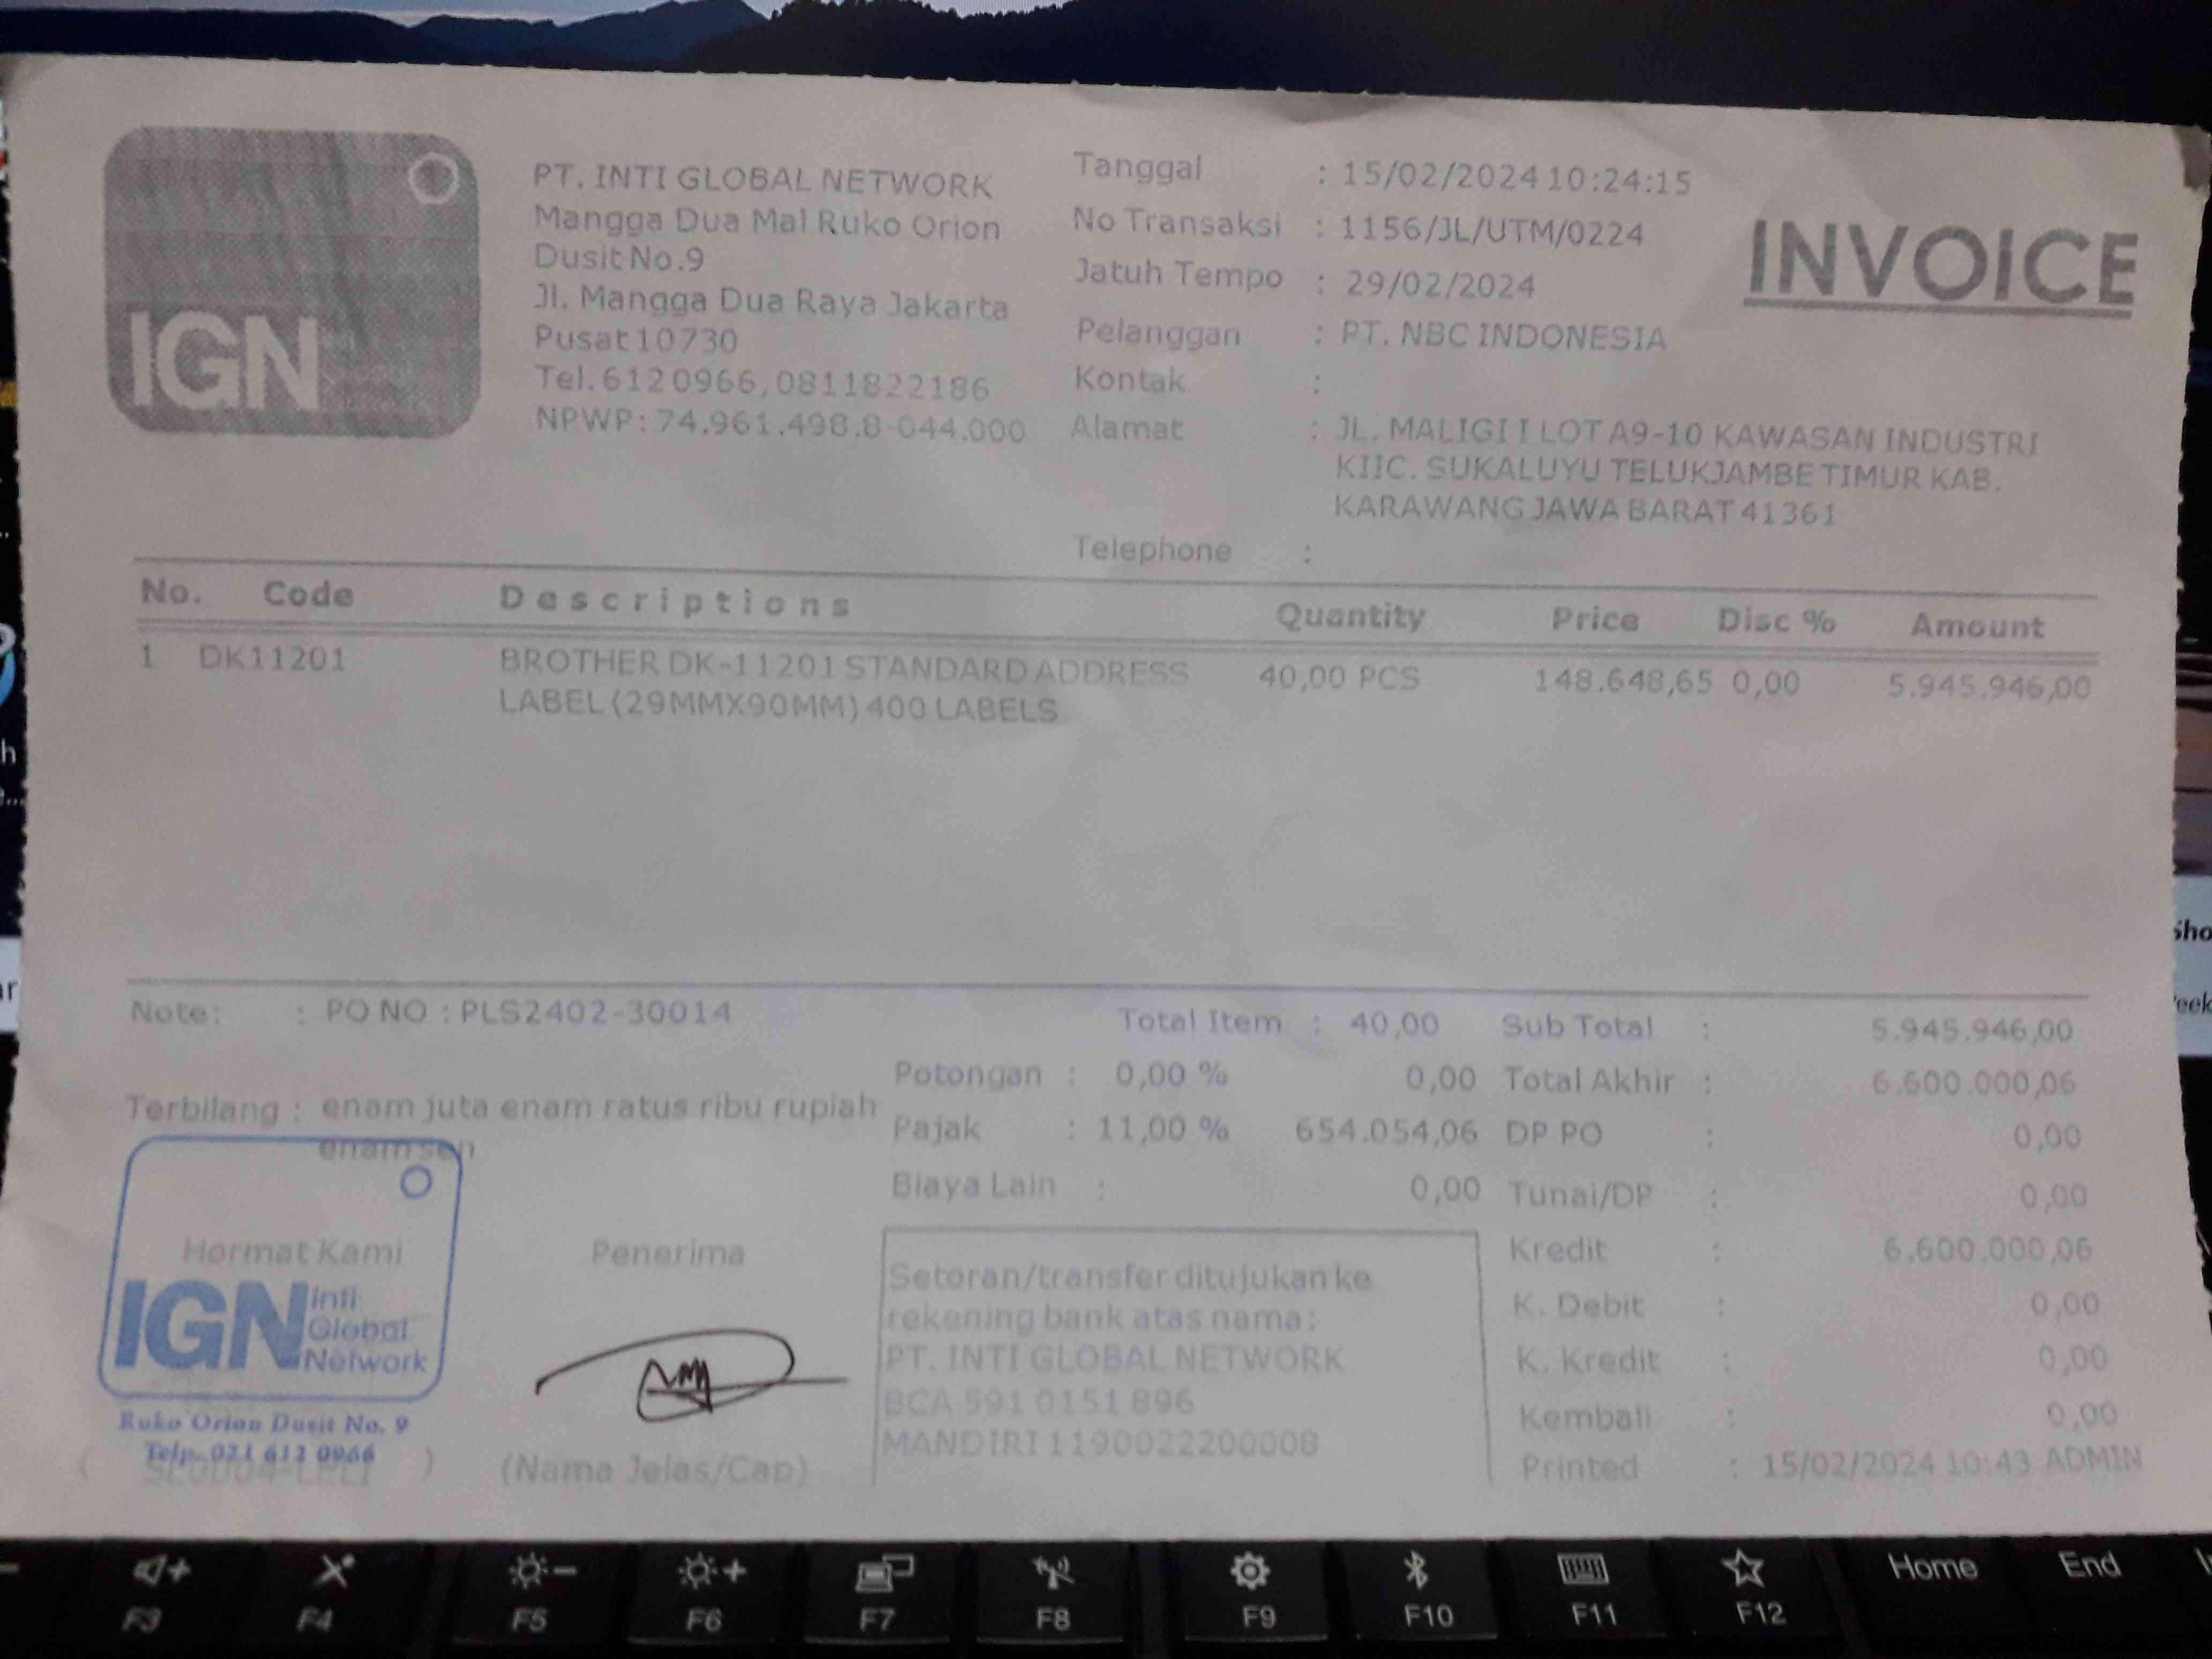 IGN
PT. INTI GLOBAL NETWORK
Mangga Dua Mal Ruko Orion
Dusit No.9
Jl. Mangga Dua Raya Jakarta
Pusat 10730
Tel. 6120966, 0811822186
NPWP: 74.961.498.8-044.000
Tanggal : 15/02/2024 10:24:15
No Transaksi : 1156/JL/UTM/0224
Jatuh Tempo : 29/02/2024
Pelanggan : PT. NBC INDONESIA
Kontak :
Alamat : JL. MALIGI I LOT A9-10 KAWASAN INDUSTRI
KIIC. SUKALUYU TELUKJAMBE TIMUR KAB.
KARAWANG JAWA BARAT 41361
Telephone :
INVOICE
No. Code Descriptions Quantity Price Disc % Amount
1 DK11201 BROTHER DK-11201 STANDARD ADDRESS 40,00 PCS 148.648,65 0,00 5.945.946,00
LABEL (29MMX90MM) 400 LABELS
Note: : PO NO : PLS2402-30014
Terbilang : enam juta enam ratus ribu rupiah
enam sen
Total Item : 40,00
Potongan : 0,00 % 0,00
Pajak : 11,00 % 654.054,06
Biaya Lain : 0,00
Sub Total : 5.945.946,00
Total Akhir : 6.600.000,06
DP PO : 0,00
Tunai/DP : 0,00
Kredit : 6.600.000,06
K. Debit : 0,00
K. Kredit : 0,00
Kembali : 0,00
Printed : 15/02/2024 10:43 ADMIN
Hormat Kami
IGN Inti
Global
Network
Ruko Orion Dusit No. 9
Telp. 021 612 0966
Penerima
(Nama Jelas/Cap)
Setoran/transfer ditujukan ke
rekening bank atas nama:
PT. INTI GLOBAL NETWORK
BCA 591 0151 896
MANDIRI 1190022200008
F3 F4 F5 F6 F7 F8 F9 F10 F11 F12 Home End